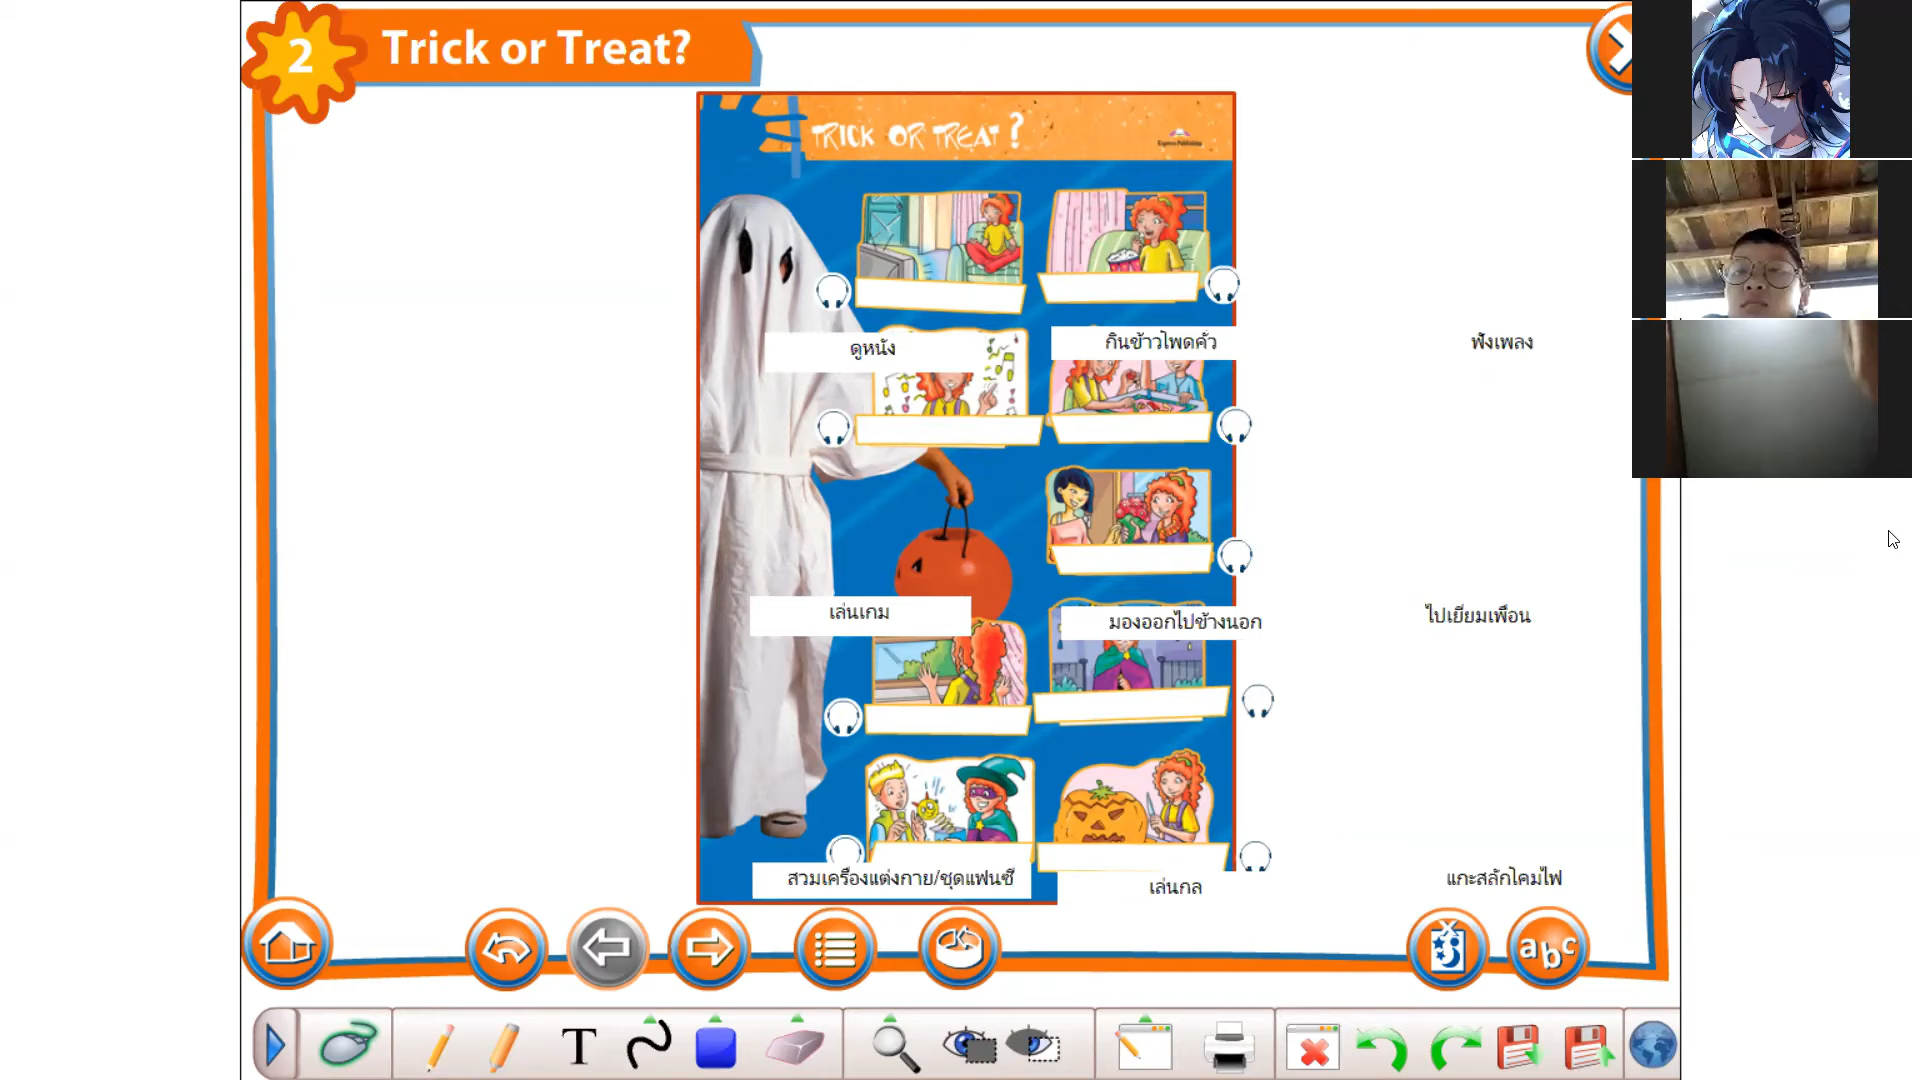 2
Trick or Treat?
TRICK OR TREAT?
Express Publishing
ดูหนัง
กินข้าวโพดคั่ว
ฟังเพลง
เล่นเกม
มองออกไปข้างนอก
ไปเยี่ยมเพื่อน
สวมเครื่องแต่งกาย/ชุดแฟนซี
เล่นกล
แกะสลักโคมไฟ
abc
T